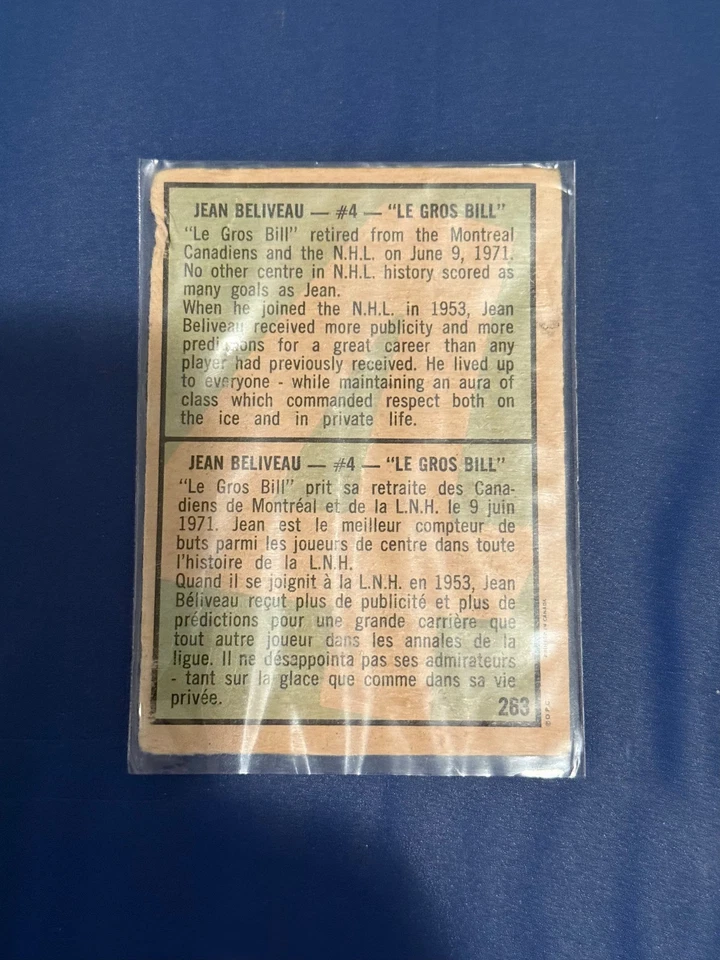 JEAN BELIVEAU — #4 — "LE GROS BILL"
"Le Gros Bill" retired from the Montreal
Canadiens and the N.H.L. on June 9, 1971.
No other centre in N.H.L. history scored as
many goals as Jean.
When he joined the N.H.L. in 1953, Jean
Beliveau received more publicity and more
predictions for a great career than any
player had previously received. He lived up
to everyone - while maintaining an aura of
class which commanded respect both on
the ice and in private life.
JEAN BELIVEAU — #4 — "LE GROS BILL"
"Le Gros Bill" prit sa retraite des Cana-
diens de Montréal et de la L.N.H. le 9 juin
1971. Jean est le meilleur compteur de
buts parmi les joueurs de centre dans toute
l'histoire de la L.N.H.
Quand il se joignit à la L.N.H. en 1953, Jean
Béliveau reçut plus de publicité et plus de
prédictions pour une grande carrière que
tout autre joueur dans les annales de la
ligue. Il ne désappointa pas ses admirateurs
- tant sur la glace que comme dans sa vie
privée.
263